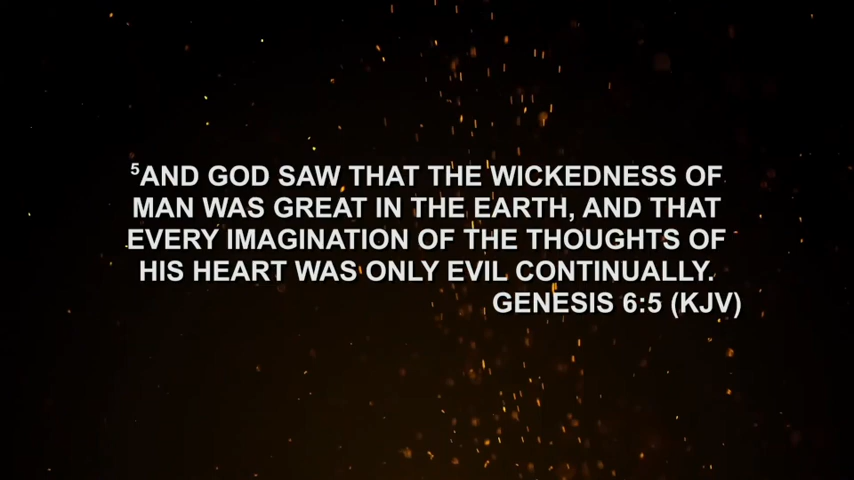 ⁵AND GOD SAW THAT THE WICKEDNESS OF
MAN WAS GREAT IN THE EARTH, AND THAT
EVERY IMAGINATION OF THE THOUGHTS OF
HIS HEART WAS ONLY EVIL CONTINUALLY.
GENESIS 6:5 (KJV)